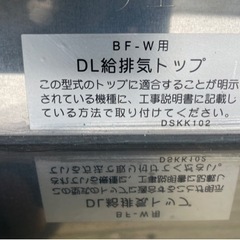 BF-W用
DL給排気トップ
この型式のトップに適合することが明示
されている機種に、工事説明書に記載し
ている方法で取り付けてください。
DSKK102